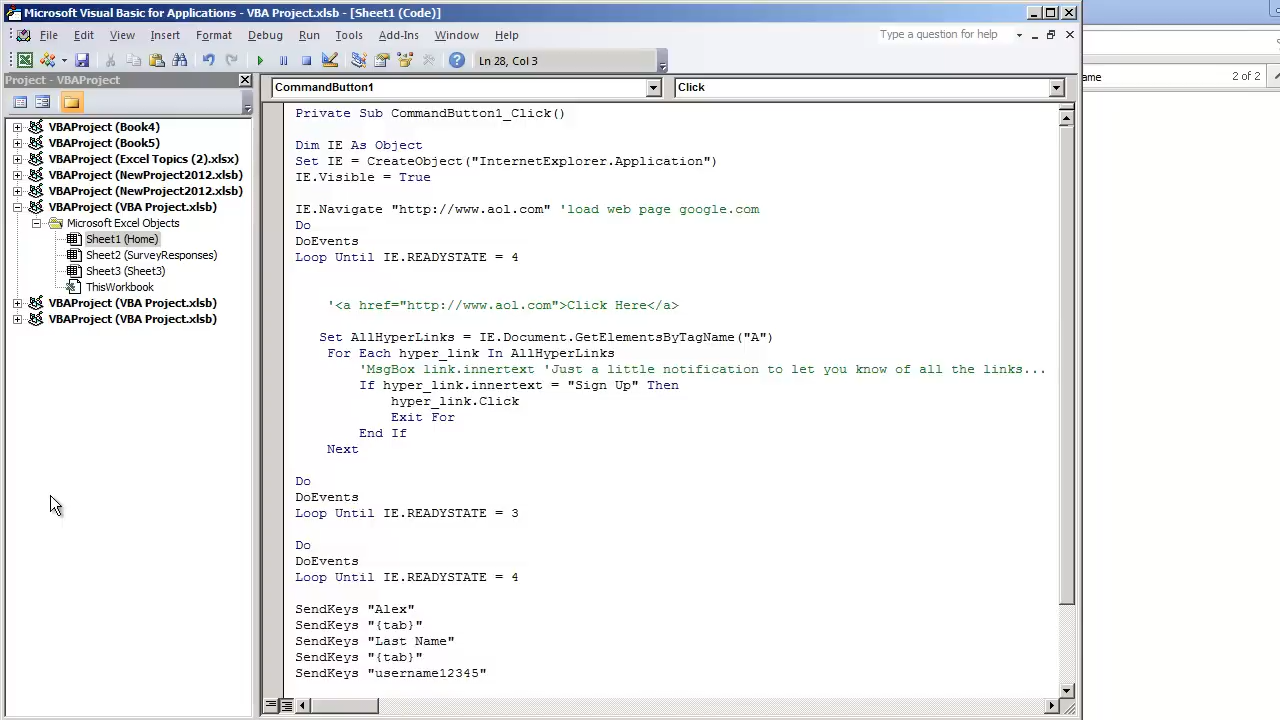 Microsoft Visual Basic for Applications - VBA Project.xlsb - [Sheet1 (Code)]
File Edit View Insert Format Debug Run Tools Add-Ins Window Help
Type a question for help
Ln 28, Col 3
Project - VBAProject
ame
2 of 2
CommandButton1
Click
VBAProject (Book4)
VBAProject (Book5)
VBAProject (Excel Topics (2).xlsx)
VBAProject (NewProject2012.xlsb)
VBAProject (NewProject2012.xlsb)
VBAProject (VBA Project.xlsb)
Microsoft Excel Objects
Sheet1 (Home)
Sheet2 (SurveyResponses)
Sheet3 (Sheet3)
ThisWorkbook
VBAProject (VBA Project.xlsb)
VBAProject (VBA Project.xlsb)
Private Sub CommandButton1_Click()
Dim IE As Object
Set IE = CreateObject("InternetExplorer.Application")
IE.Visible = True
IE.Navigate "http://www.aol.com" 'load web page google.com
Do
DoEvents
Loop Until IE.READYSTATE = 4
'<a href="http://www.aol.com">Click Here</a>
Set AllHyperLinks = IE.Document.GetElementsByTagName("A")
For Each hyper_link In AllHyperLinks
'MsgBox link.innertext 'Just a little notification to let you know of all the links...
If hyper_link.innertext = "Sign Up" Then
hyper_link.Click
Exit For
End If
Next
Do
DoEvents
Loop Until IE.READYSTATE = 3
Do
DoEvents
Loop Until IE.READYSTATE = 4
SendKeys "Alex"
SendKeys "{tab}"
SendKeys "Last Name"
SendKeys "{tab}"
SendKeys "username12345"